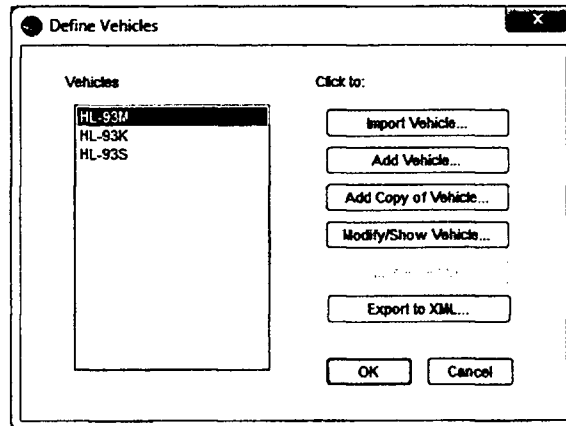 Define Vehicles
Vehicles
HL-93M
HL-93K
HL-93S
Click to:
Import Vehicle...
Add Vehicle...
Add Copy of Vehicle...
Modify/Show Vehicle...
Export to XML...
OK
Cancel